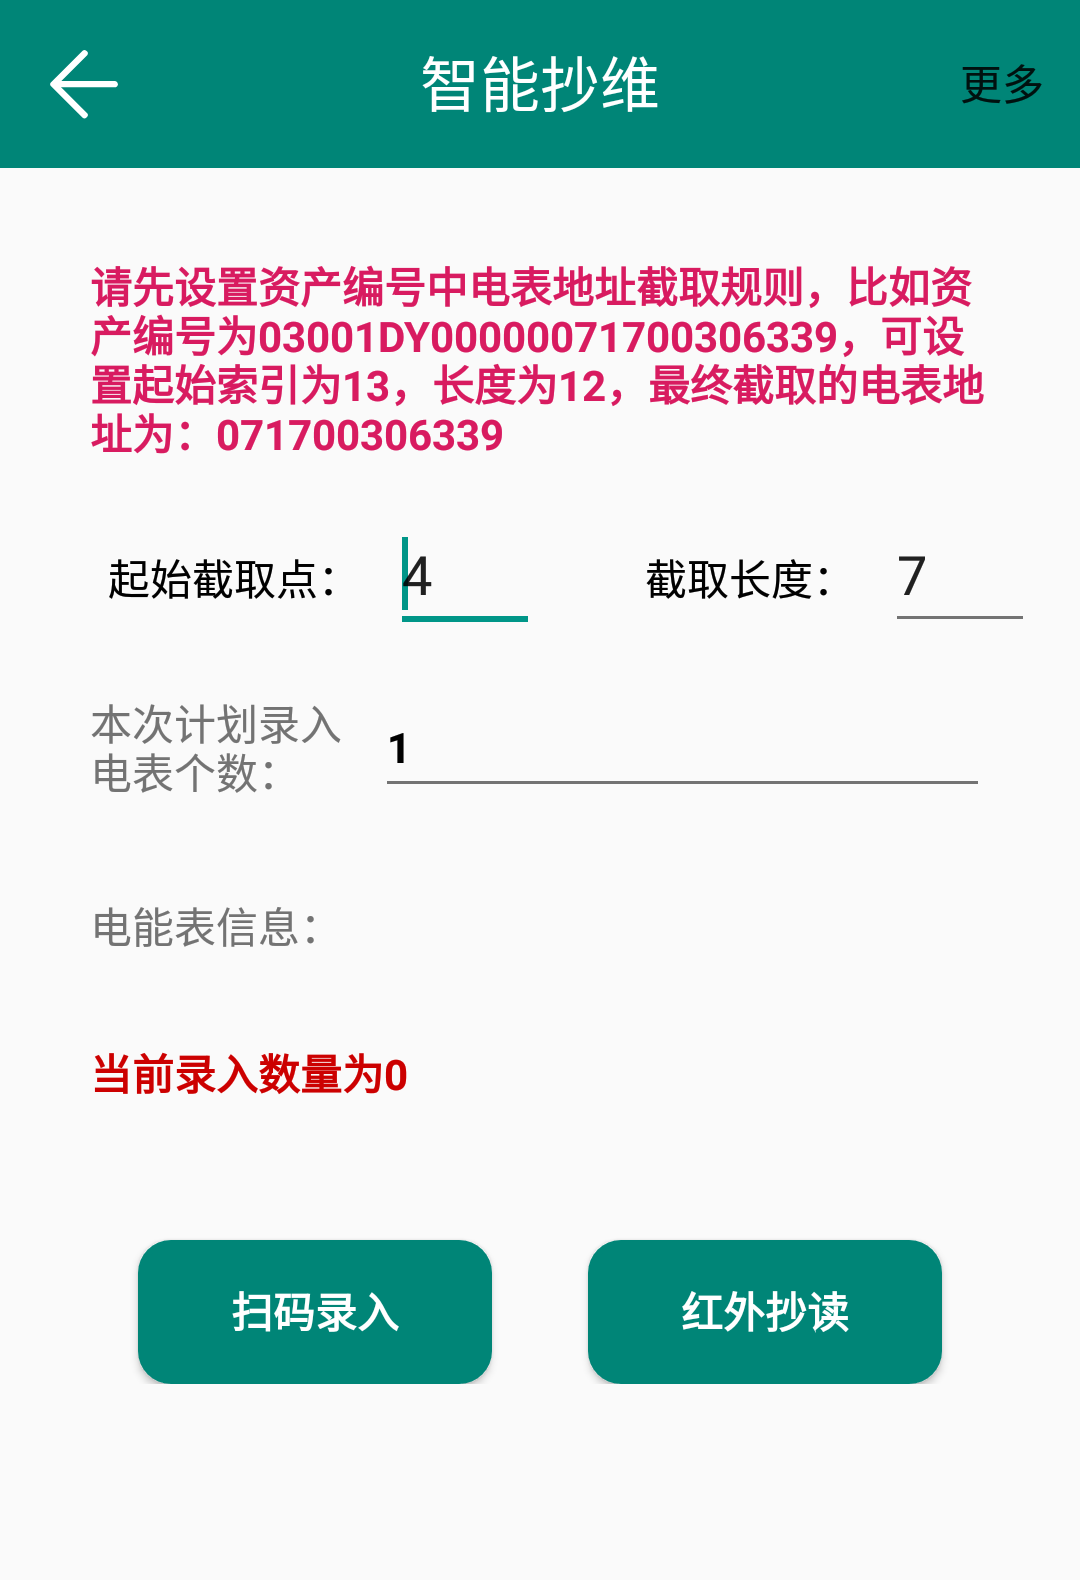 智能抄维
更多
请先设置资产编号中电表地址截取规则，比如资
产编号为03001DY00000071700306339，可设
置起始索引为13，长度为12，最终截取的电表地
址为：071700306339
起始截取点： 4 截取长度： 7
本次计划录入
电表个数：
1
电能表信息：
当前录入数量为0
扫码录入 红外抄读